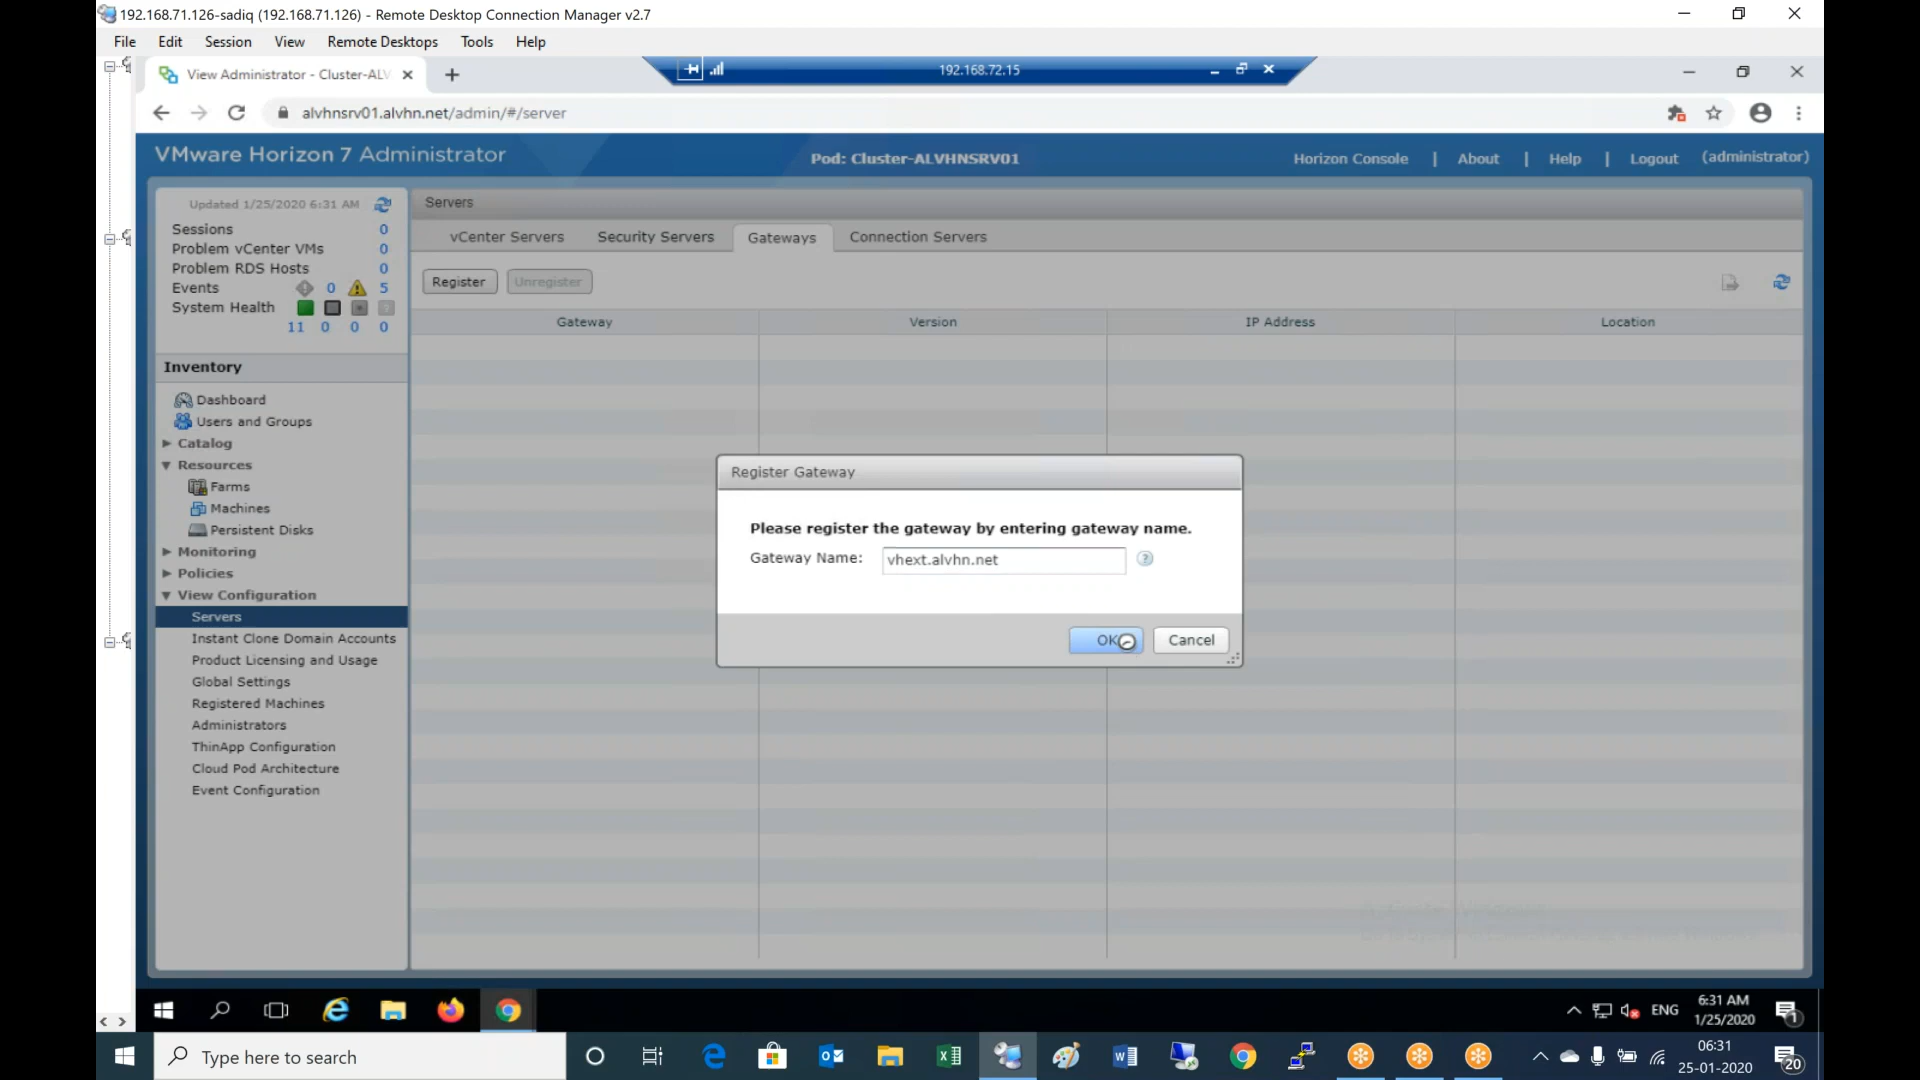 192.168.71.126-sadiq (192.168.71.126) - Remote Desktop Connection Manager v2.7
File Edit Session View Remote Desktops Tools Help
View Administrator - Cluster-ALV
192.168.72.15
alvhnsrv01.alvhn.net/admin/#/server
VMware Horizon 7 Administrator
Pod: Cluster-ALVHNSRV01
Horizon Console | About | Help | Logout (administrator)
Updated 1/25/2020 6:31 AM
Sessions 0
Problem vCenter VMs 0
Problem RDS Hosts 0
Events 0 5
System Health
11 0 0 0
Inventory
Dashboard
Users and Groups
Catalog
Resources
Farms
Machines
Persistent Disks
Monitoring
Policies
View Configuration
Servers
Instant Clone Domain Accounts
Product Licensing and Usage
Global Settings
Registered Machines
Administrators
ThinApp Configuration
Cloud Pod Architecture
Event Configuration
Servers
vCenter Servers Security Servers Gateways Connection Servers
Register Unregister
Gateway Version IP Address Location
Register Gateway
Please register the gateway by entering gateway name.
Gateway Name: vhext.alvhn.net ?
OK Cancel
ENG
6:31 AM
1/25/2020
1
Type here to search
06:31
25-01-2020
20